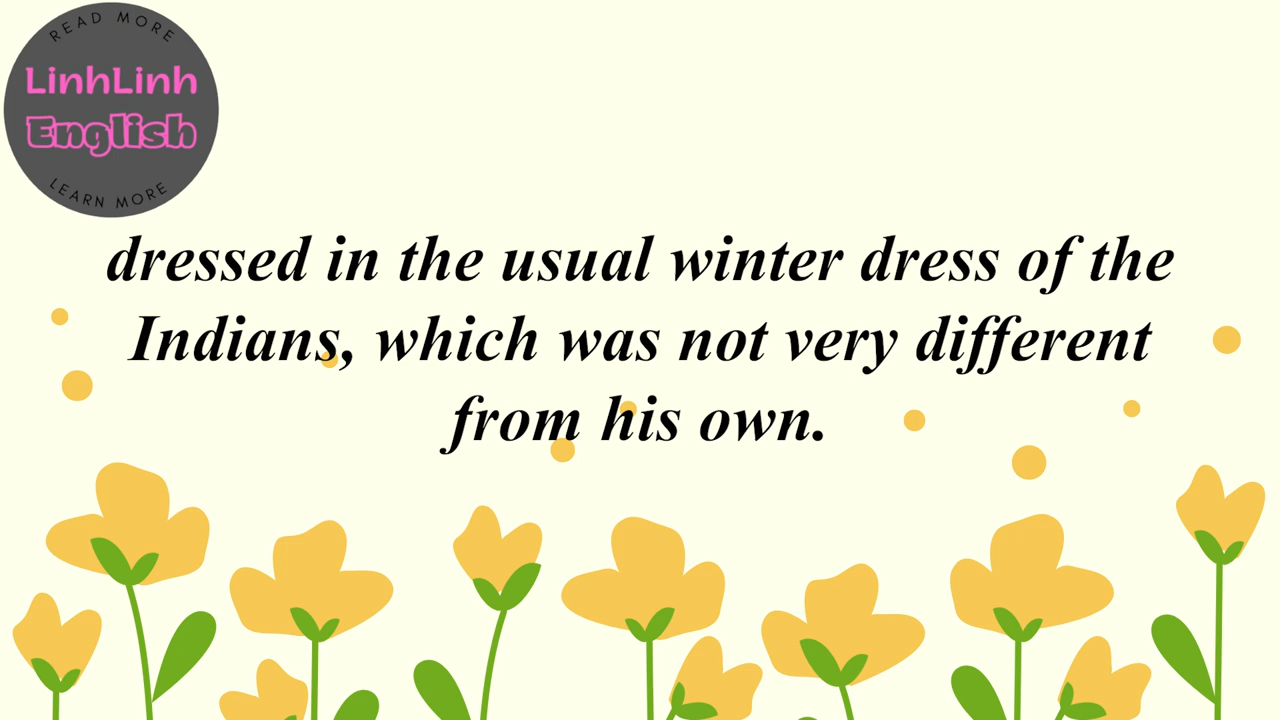 READ MORE
LinhLinh
English
LEARN MORE
dressed in the usual winter dress of the
Indians, which was not very different
from his own.